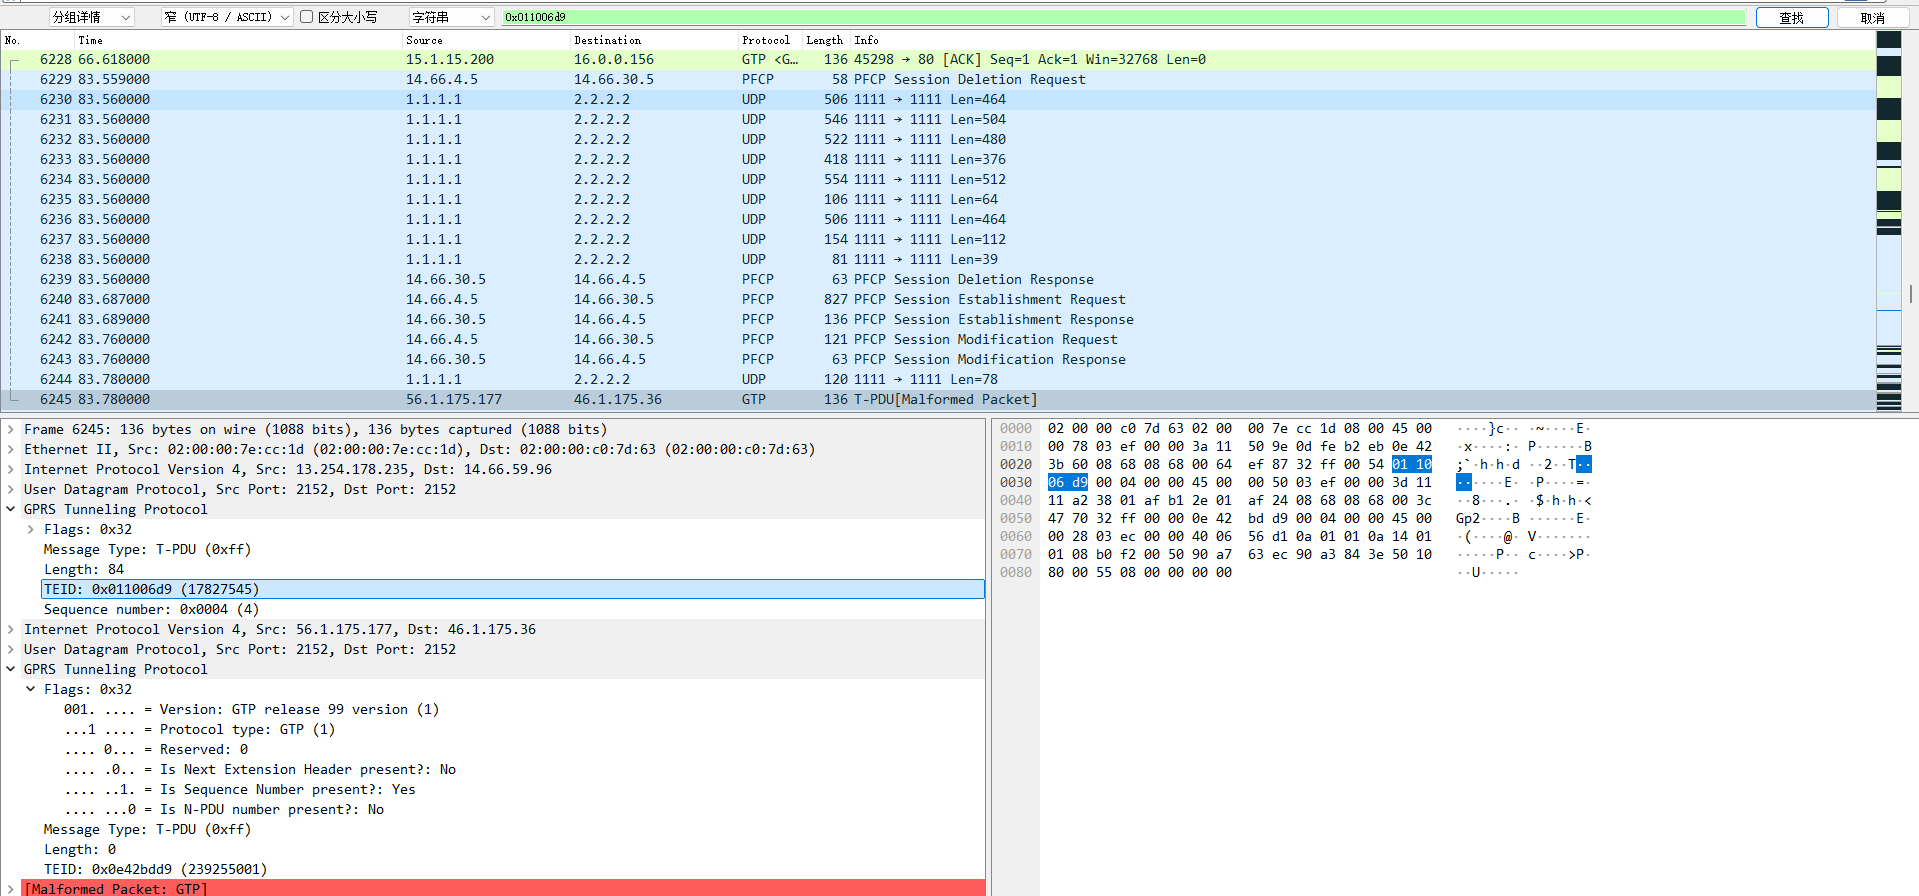 分组详情 窄 (UTF-8 / ASCII) 区分大小写 字符串 0x011006d9 查找 取消
No. Time Source Destination Protocol Length Info
6228 66.618000 15.1.15.200 16.0.0.156 GTP <G… 136 45298 → 80 [ACK] Seq=1 Ack=1 Win=32768 Len=0
6229 83.559000 14.66.4.5 14.66.30.5 PFCP 58 PFCP Session Deletion Request
6230 83.560000 1.1.1.1 2.2.2.2 UDP 506 1111 → 1111 Len=464
6231 83.560000 1.1.1.1 2.2.2.2 UDP 546 1111 → 1111 Len=504
6232 83.560000 1.1.1.1 2.2.2.2 UDP 522 1111 → 1111 Len=480
6233 83.560000 1.1.1.1 2.2.2.2 UDP 418 1111 → 1111 Len=376
6234 83.560000 1.1.1.1 2.2.2.2 UDP 554 1111 → 1111 Len=512
6235 83.560000 1.1.1.1 2.2.2.2 UDP 106 1111 → 1111 Len=64
6236 83.560000 1.1.1.1 2.2.2.2 UDP 506 1111 → 1111 Len=464
6237 83.560000 1.1.1.1 2.2.2.2 UDP 154 1111 → 1111 Len=112
6238 83.560000 1.1.1.1 2.2.2.2 UDP 81 1111 → 1111 Len=39
6239 83.560000 14.66.30.5 14.66.4.5 PFCP 63 PFCP Session Deletion Response
6240 83.687000 14.66.4.5 14.66.30.5 PFCP 827 PFCP Session Establishment Request
6241 83.689000 14.66.30.5 14.66.4.5 PFCP 136 PFCP Session Establishment Response
6242 83.760000 14.66.4.5 14.66.30.5 PFCP 121 PFCP Session Modification Request
6243 83.760000 14.66.30.5 14.66.4.5 PFCP 63 PFCP Session Modification Response
6244 83.780000 1.1.1.1 2.2.2.2 UDP 120 1111 → 1111 Len=78
6245 83.780000 56.1.175.177 46.1.175.36 GTP 136 T-PDU[Malformed Packet]
Frame 6245: 136 bytes on wire (1088 bits), 136 bytes captured (1088 bits)
Ethernet II, Src: 02:00:00:7e:cc:1d (02:00:00:7e:cc:1d), Dst: 02:00:00:c0:7d:63 (02:00:00:c0:7d:63)
Internet Protocol Version 4, Src: 13.254.178.235, Dst: 14.66.59.96
User Datagram Protocol, Src Port: 2152, Dst Port: 2152
GPRS Tunneling Protocol
Flags: 0x32
Message Type: T-PDU (0xff)
Length: 84
TEID: 0x011006d9 (17827545)
Sequence number: 0x0004 (4)
Internet Protocol Version 4, Src: 56.1.175.177, Dst: 46.1.175.36
User Datagram Protocol, Src Port: 2152, Dst Port: 2152
GPRS Tunneling Protocol
Flags: 0x32
001. .... = Version: GTP release 99 version (1)
...1 .... = Protocol type: GTP (1)
.... 0... = Reserved: 0
.... .0.. = Is Next Extension Header present?: No
.... ..1. = Is Sequence Number present?: Yes
.... ...0 = Is N-PDU number present?: No
Message Type: T-PDU (0xff)
Length: 0
TEID: 0x0e42bdd9 (239255001)
[Malformed Packet: GTP]
0000 02 00 00 c0 7d 63 02 00 00 7e cc 1d 08 00 45 00 ····}c·· ·~····E·
0010 00 78 03 ef 00 00 3a 11 50 9e 0d fe b2 eb 0e 42 ·x····:· P······B
0020 3b 60 08 68 08 68 00 64 ef 87 32 ff 00 54 01 10 ;`·h·h·d ··2··T··
0030 06 d9 00 04 00 00 45 00 00 50 03 ef 00 00 3d 11 ······E· ·P····=·
0040 11 a2 38 01 af b1 2e 01 af 24 08 68 08 68 00 3c ··8···.· ·$·h·h·<
0050 47 70 32 ff 00 00 0e 42 bd d9 00 04 00 00 45 00 Gp2····B ······E·
0060 00 28 03 ec 00 00 40 06 56 d1 0a 01 01 0a 14 01 ·(····@· V·······
0070 01 08 b0 f2 00 50 90 a7 63 ec 90 a3 84 3e 50 10 ·····P·· c····>P·
0080 80 00 55 08 00 00 00 00 ··U·····